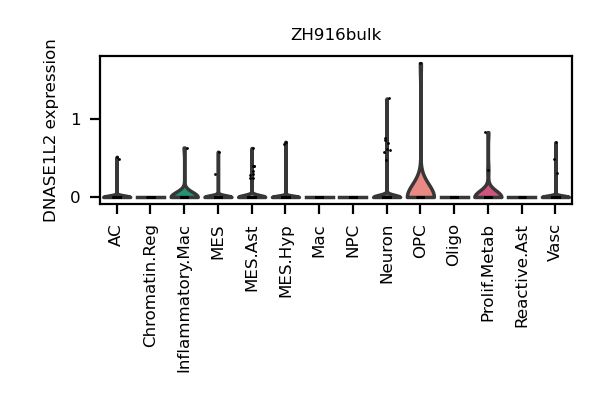 ZH916bulk
DNASE1L2 expression
1
0
AC
Chromatin.Reg
Inflammatory.Mac
MES
MES.Ast
MES.Hyp
Mac
NPC
Neuron
OPC
Oligo
Prolif.Metab
Reactive.Ast
Vasc